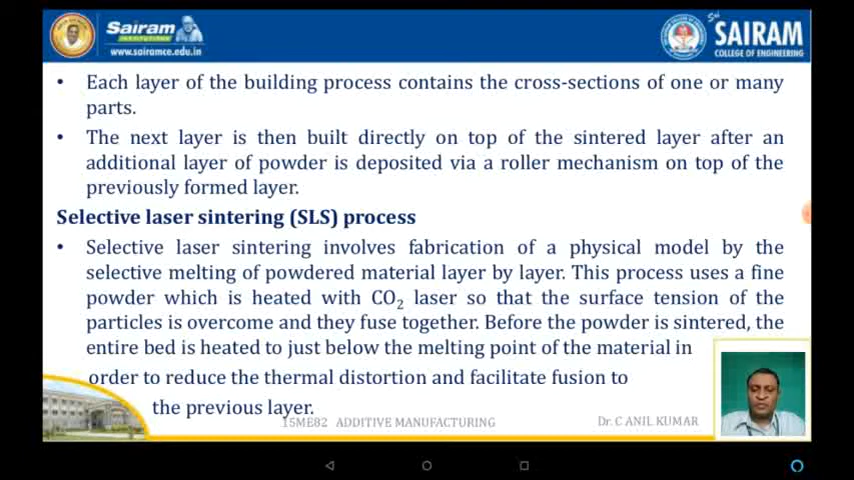 Sairam
INSTITUTIONS
www.sairamce.edu.in
Sri
SAIRAM
COLLEGE OF ENGINEERING
• Each layer of the building process contains the cross-sections of one or many
parts.
• The next layer is then built directly on top of the sintered layer after an
additional layer of powder is deposited via a roller mechanism on top of the
previously formed layer.
Selective laser sintering (SLS) process
• Selective laser sintering involves fabrication of a physical model by the
selective melting of powdered material layer by layer. This process uses a fine
powder which is heated with CO₂ laser so that the surface tension of the
particles is overcome and they fuse together. Before the powder is sintered, the
entire bed is heated to just below the melting point of the material in
order to reduce the thermal distortion and facilitate fusion to
the previous layer.
15ME82 ADDITIVE MANUFACTURING
Dr. C ANIL KUMAR